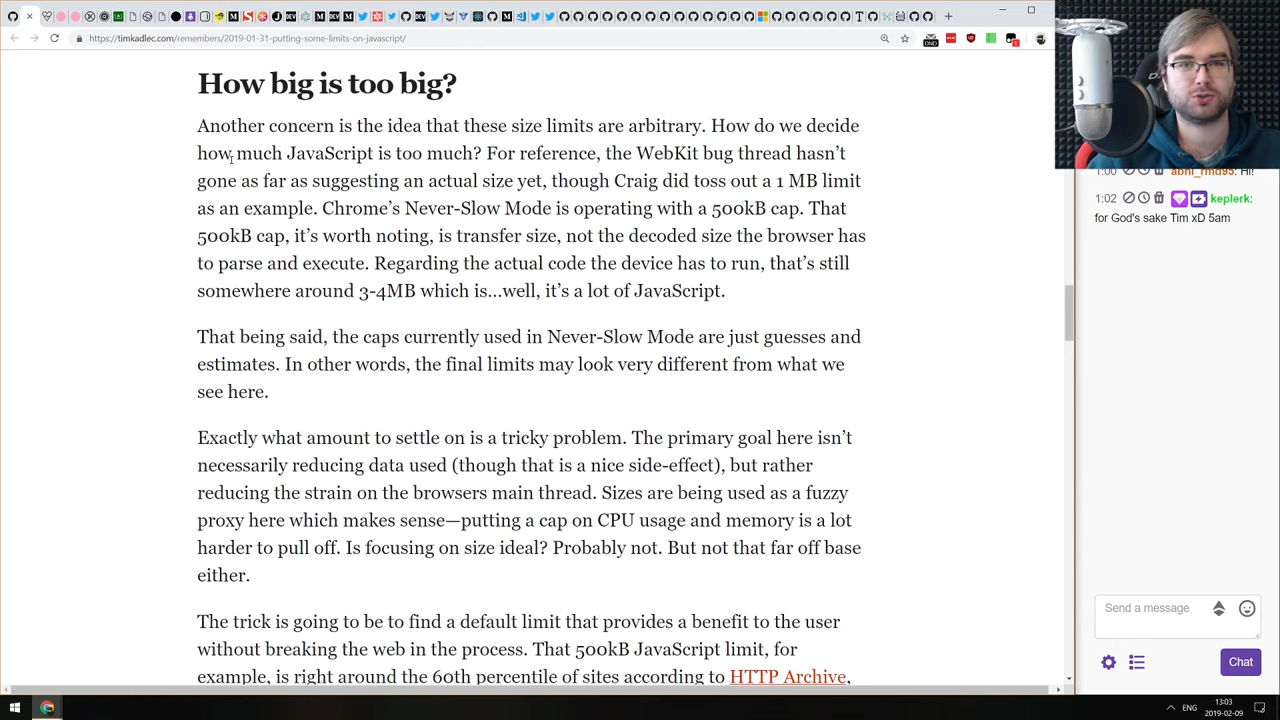 https://timkadlec.com/remembers/2019-01-31-putting-some-limits-on-javascript/
DND
1
How big is too big?
Another concern is the idea that these size limits are arbitrary. How do we decide
how much JavaScript is too much? For reference, the WebKit bug thread hasn’t
gone as far as suggesting an actual size yet, though Craig did toss out a 1 MB limit
as an example. Chrome’s Never-Slow Mode is operating with a 500kB cap. That
500kB cap, it’s worth noting, is transfer size, not the decoded size the browser has
to parse and execute. Regarding the actual code the device has to run, that’s still
somewhere around 3-4MB which is…well, it’s a lot of JavaScript.
That being said, the caps currently used in Never-Slow Mode are just guesses and
estimates. In other words, the final limits may look very different from what we
see here.
Exactly what amount to settle on is a tricky problem. The primary goal here isn’t
necessarily reducing data used (though that is a nice side-effect), but rather
reducing the strain on the browsers main thread. Sizes are being used as a fuzzy
proxy here which makes sense—putting a cap on CPU usage and memory is a lot
harder to pull off. Is focusing on size ideal? Probably not. But not that far off base
either.
The trick is going to be to find a default limit that provides a benefit to the user
without breaking the web in the process. That 500kB JavaScript limit, for
example, is right around the 60th percentile of sites according to HTTP Archive,
1:00 abhi_rmd95: Hi!
1:02 keplerk:
for God's sake Tim xD 5am
Send a message
Chat
ENG
13:03
2019-02-09